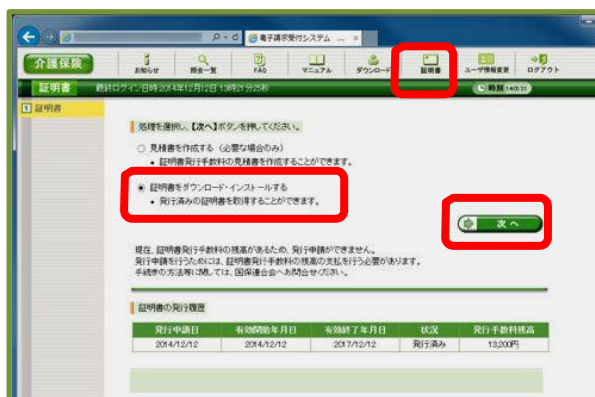 電子請求受付システム ...
介護保険
お知らせ
照会一覧
FAQ
マニュアル
ダウンロード
証明書
ユーザ情報変更
ログアウト
証明書
最終ログイン日時:2014年12月12日 13時21分25秒
時刻
1 証明書
処理を選択し、【次へ】ボタンを押してください。
見積書を作成する（必要な場合のみ）
・ 証明書発行手数料の見積書を作成することができます。
証明書をダウンロード・インストールする
・ 発行済みの証明書を取得することができます。
次へ
現在、証明書発行手数料の残高があるため、発行申請ができません。
発行申請を行うためには、証明書発行手数料の残高の支払を行う必要があります。
手続きの方法等に関しては、国保連合会へお問合せください。
証明書の発行履歴
発行申請日 有効開始年月日 有効終了年月日 状況 発行手数料残高
2014/12/12 2014/12/12 2017/12/12 発行済み 13,200円